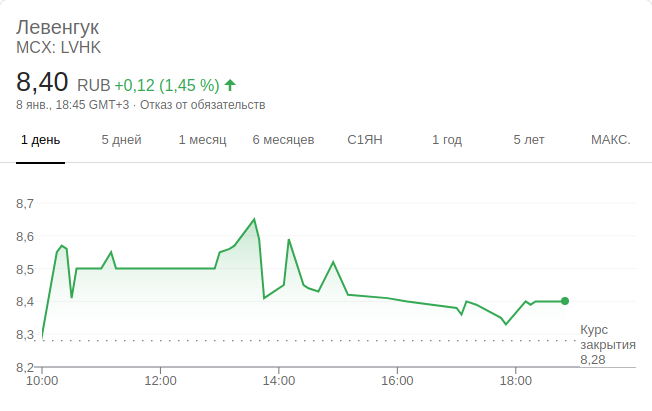 Левенгук
MCX: LVHK
8,40 RUB +0,12 (1,45 %)
8 янв., 18:45 GMT+3 · Отказ от обязательств
1 день 5 дней 1 месяц 6 месяцев С1ЯН 1 год 5 лет МАКС.
8,7
8,6
8,5
8,4
8,3
Курс
закрытия
8,28
8,2
10:00 12:00 14:00 16:00 18:00